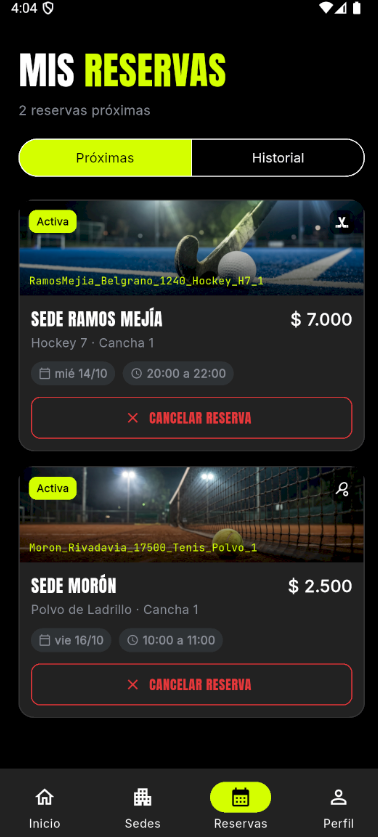 4:04
MIS RESERVAS
2 reservas próximas
Próximas
Historial
Activa
RamosMejia_Belgrano_1240_Hockey_H7_1
SEDE RAMOS MEJÍA
$ 7.000
Hockey 7 · Cancha 1
mié 14/10
20:00 a 22:00
CANCELAR RESERVA
Activa
Moron_Rivadavia_17500_Tenis_Polvo_1
SEDE MORÓN
$ 2.500
Polvo de Ladrillo · Cancha 1
vie 16/10
10:00 a 11:00
CANCELAR RESERVA
Inicio
Sedes
Reservas
Perfil